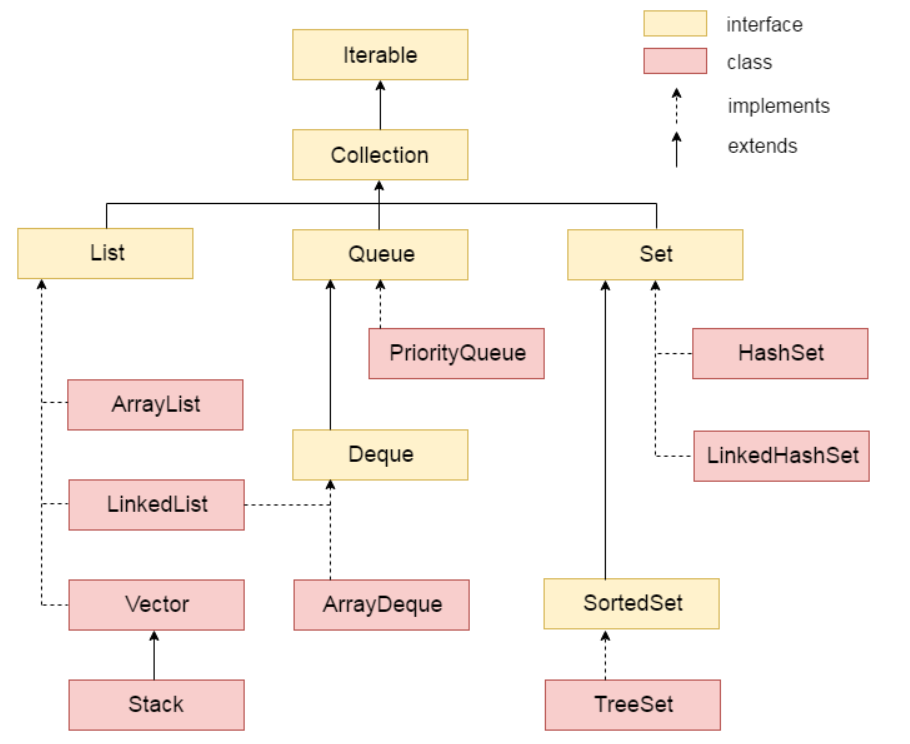 interface
Iterable
class
implements
extends
Collection
List
Queue
Set
PriorityQueue
HashSet
ArrayList
Deque
LinkedHashSet
LinkedList
Vector
ArrayDeque
SortedSet
Stack
TreeSet